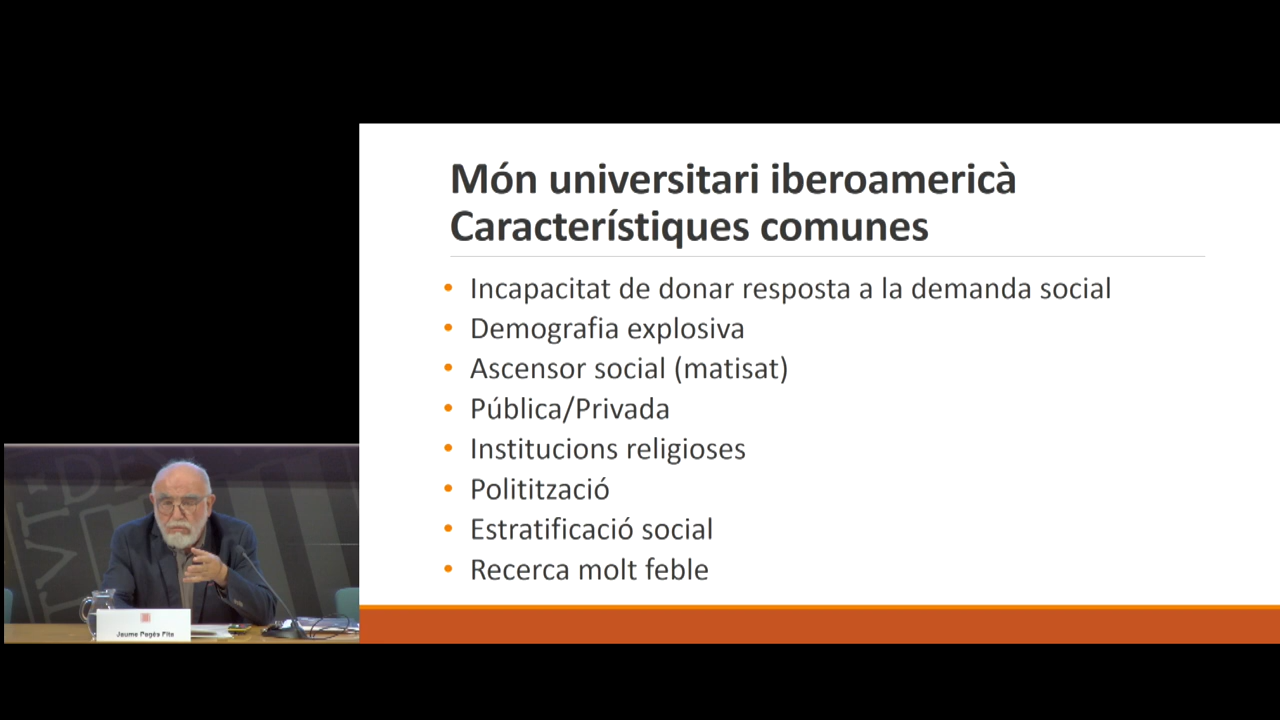 Món universitari iberoamericà
Característiques comunes
• Incapacitat de donar resposta a la demanda social
• Demografia explosiva
• Ascensor social (matisat)
• Pública/Privada
• Institucions religioses
• Politització
• Estratificació social
• Recerca molt feble
Jaume Pagès Fita